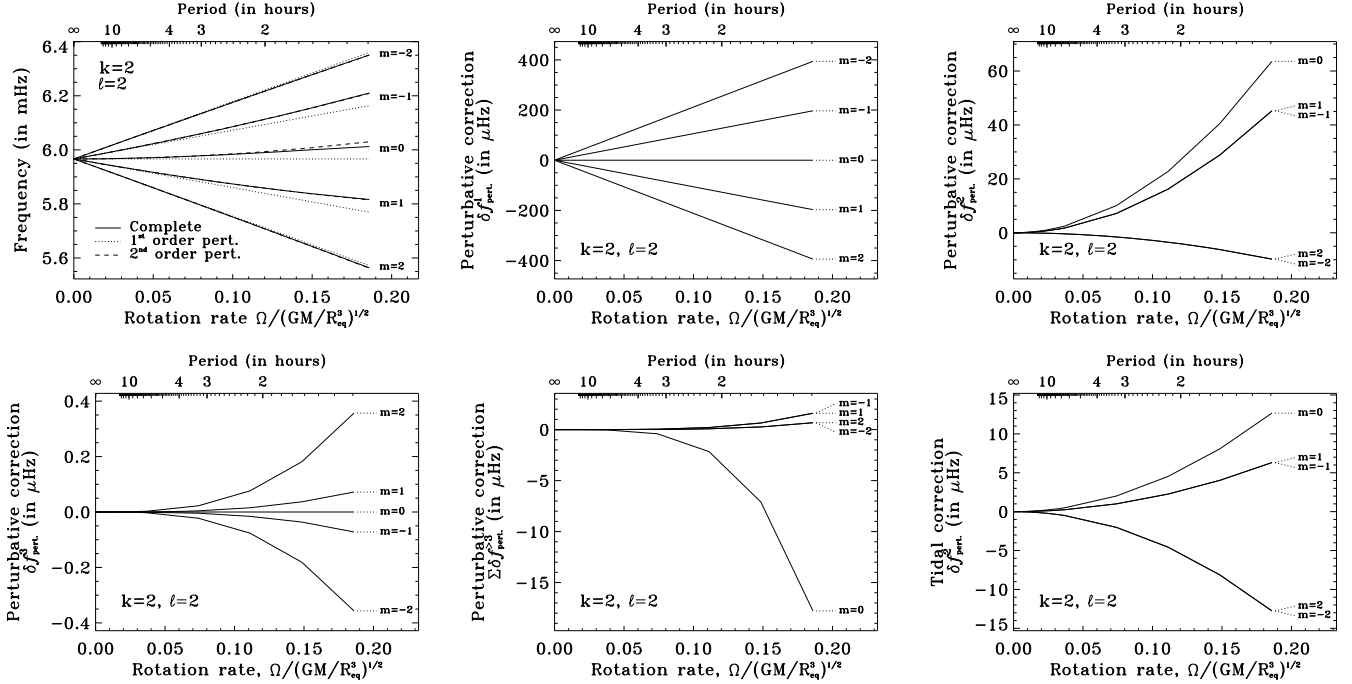 Period (in hours)
∞ 10 4 3 2
Frequency (in mHz)
6.4
6.2
6.0
5.8
5.6
k=2
ℓ=2
m=-2
m=-1
m=0
m=1
m=2
Complete
1st order pert.
2nd order pert.
0.00 0.05 0.10 0.15 0.20
Rotation rate Ω/(GM/R³eq)^1/2
Period (in hours)
∞ 10 4 3 2
Perturbative correction
δf¹pert. (in μHz)
400
200
0
-200
-400
m=-2
m=-1
m=0
m=1
m=2
k=2, ℓ=2
0.00 0.05 0.10 0.15 0.20
Rotation rate, Ω/(GM/R³eq)^1/2
Period (in hours)
∞ 10 4 3 2
Perturbative correction
δf²pert. (in μHz)
60
40
20
0
m=0
m=1
m=-1
m=2
m=-2
k=2, ℓ=2
0.00 0.05 0.10 0.15 0.20
Rotation rate, Ω/(GM/R³eq)^1/2
Period (in hours)
∞ 10 4 3 2
Perturbative correction
δf³pert. (in μHz)
0.4
0.2
0.0
-0.2
-0.4
m=2
m=1
m=0
m=-1
m=-2
k=2, ℓ=2
0.00 0.05 0.10 0.15 0.20
Rotation rate, Ω/(GM/R³eq)^1/2
Period (in hours)
∞ 10 4 3 2
Perturbative correction
Σδf^>3pert. (in μHz)
0
-5
-10
-15
m=-1
m=1
m=2
m=-2
m=0
k=2, ℓ=2
0.00 0.05 0.10 0.15 0.20
Rotation rate, Ω/(GM/R³eq)^1/2
Period (in hours)
∞ 10 4 3 2
Tidal correction
δf²pert. (in μHz)
15
10
5
0
-5
-10
-15
m=0
m=1
m=-1
m=2
m=-2
k=2, ℓ=2
0.00 0.05 0.10 0.15 0.20
Rotation rate, Ω/(GM/R³eq)^1/2